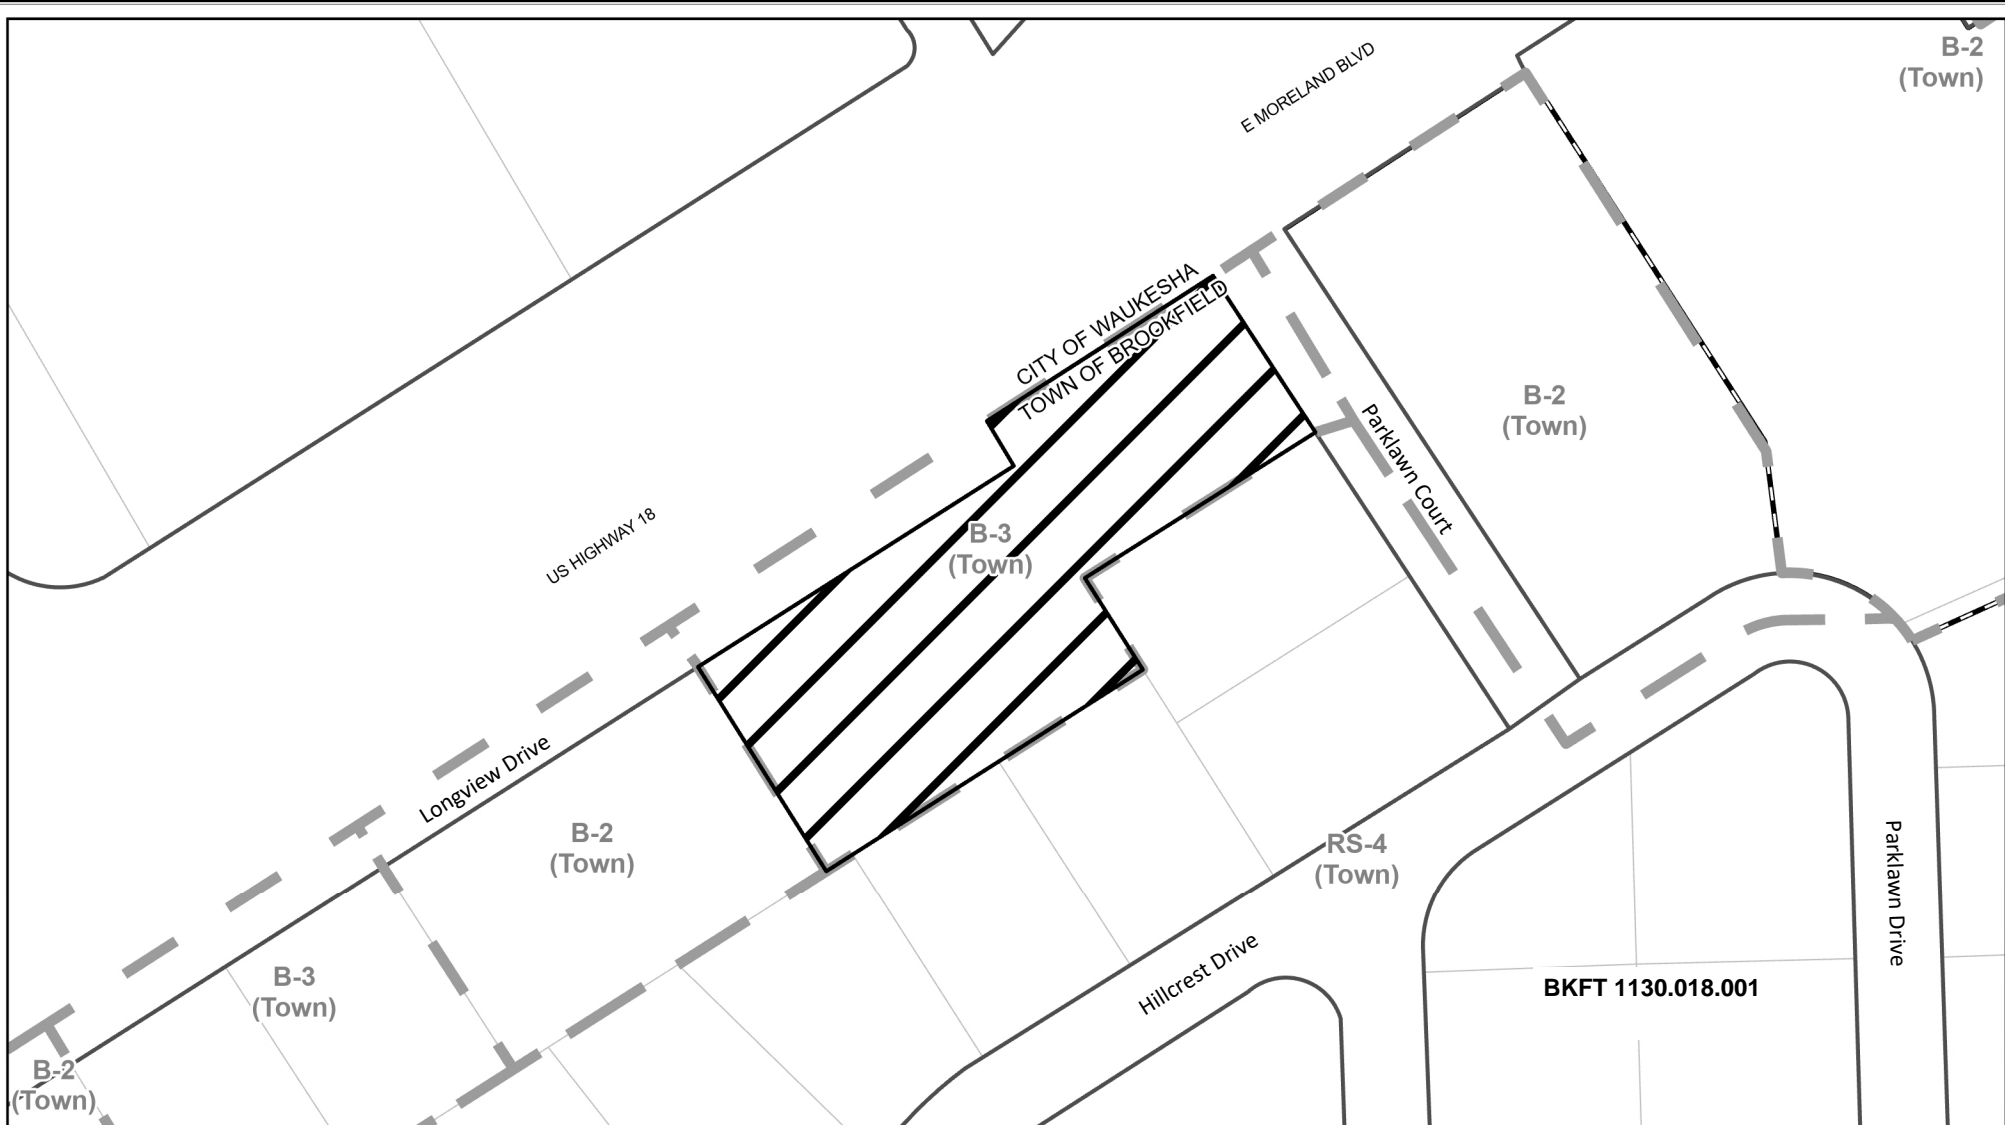 B-2
(Town)
E MORELAND BLVD
CITY OF WAUKESHA
TOWN OF BROOKFIELD
B-2
(Town)
Parklawn Court
US HIGHWAY 18
B-3
(Town)
Longview Drive
B-2
(Town)
RS-4
(Town)
Parklawn Drive
Hillcrest Drive
B-3
(Town)
BKFT 1130.018.001
B-2
(Town)